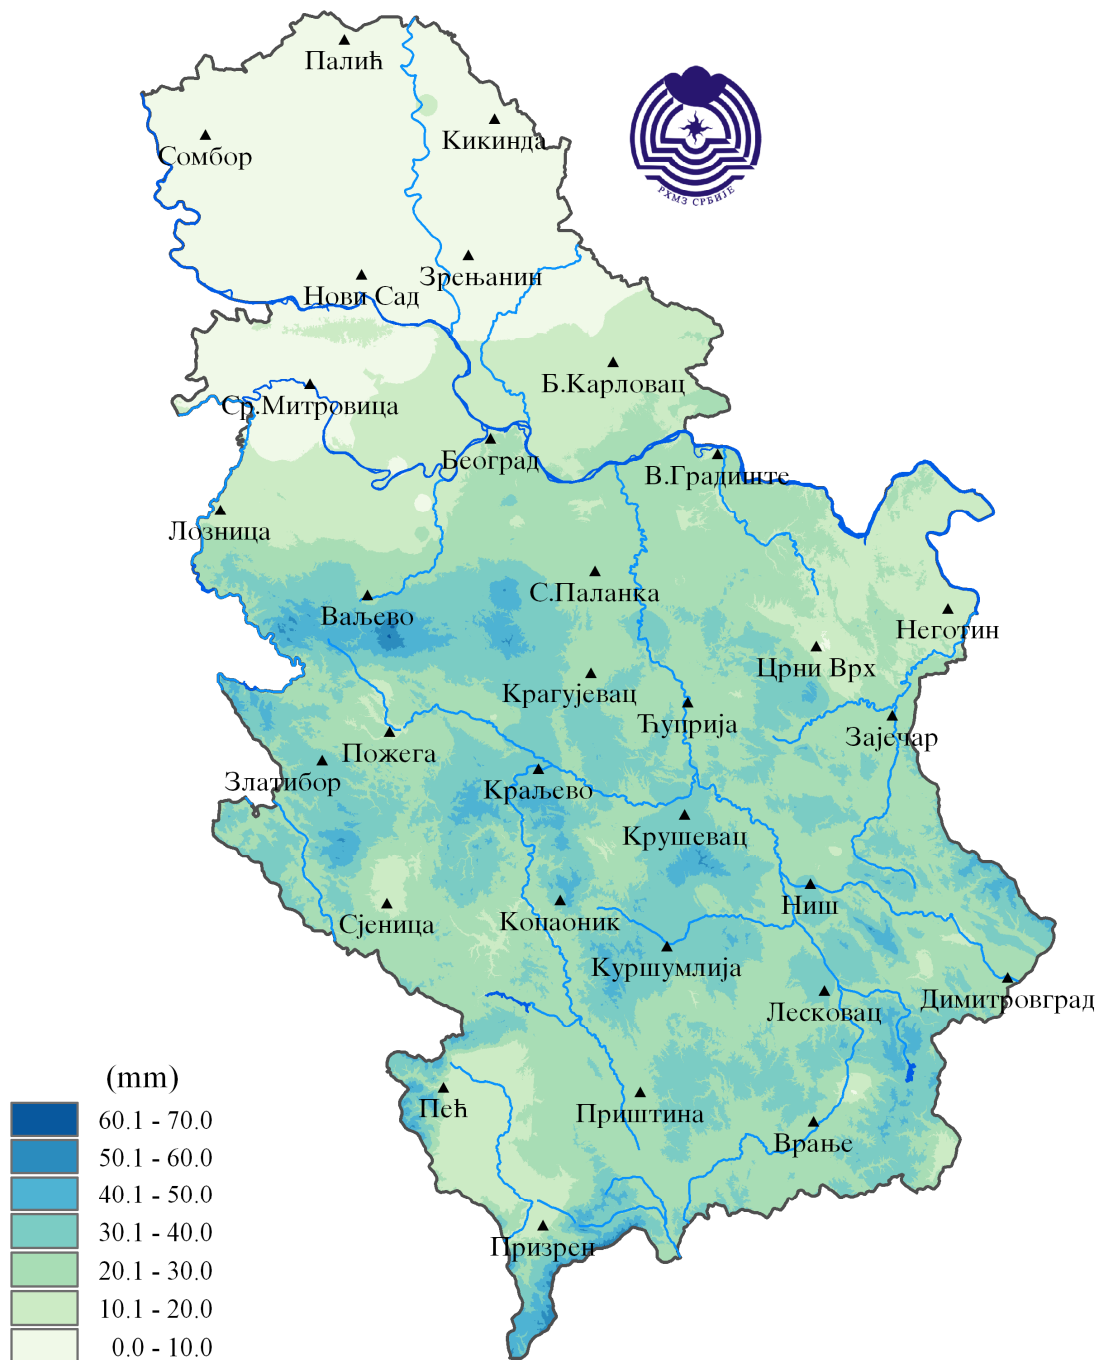 Палић
Кикинда
Сомбор
РХМЗ СРБИЈЕ
Зрењанин
Нови Сад
Б.Карловац
Ср.Митровица
Београд
В.Градиште
Лозница
С.Паланка
Ваљево
Неготин
Црни Врх
Крагујевац
Ћуприја
Зајечар
Пожега
Златибор
Краљево
Крушевац
Ниш
Сјеница
Копаоник
Куршумлија
Димитровград
Лесковац
(mm)
Пећ
Приштина
Врање
Призрен
60.1 - 70.0
50.1 - 60.0
40.1 - 50.0
30.1 - 40.0
20.1 - 30.0
10.1 - 20.0
0.0 - 10.0